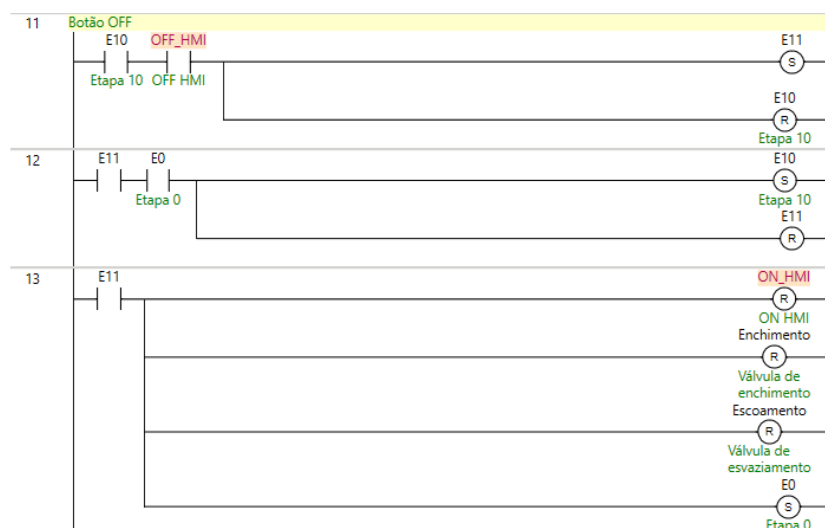 11 Botão OFF
E10 OFF_HMI E11
S
Etapa 10 OFF HMI
E10
R
Etapa 10
12 E11 E0 E10
S
Etapa 0 Etapa 10
E11
R
13 E11 ON_HMI
R
ON HMI
Enchimento
R
Válvula de
enchimento
Escoamento
R
Válvula de
esvaziamento
E0
S
Etapa 0